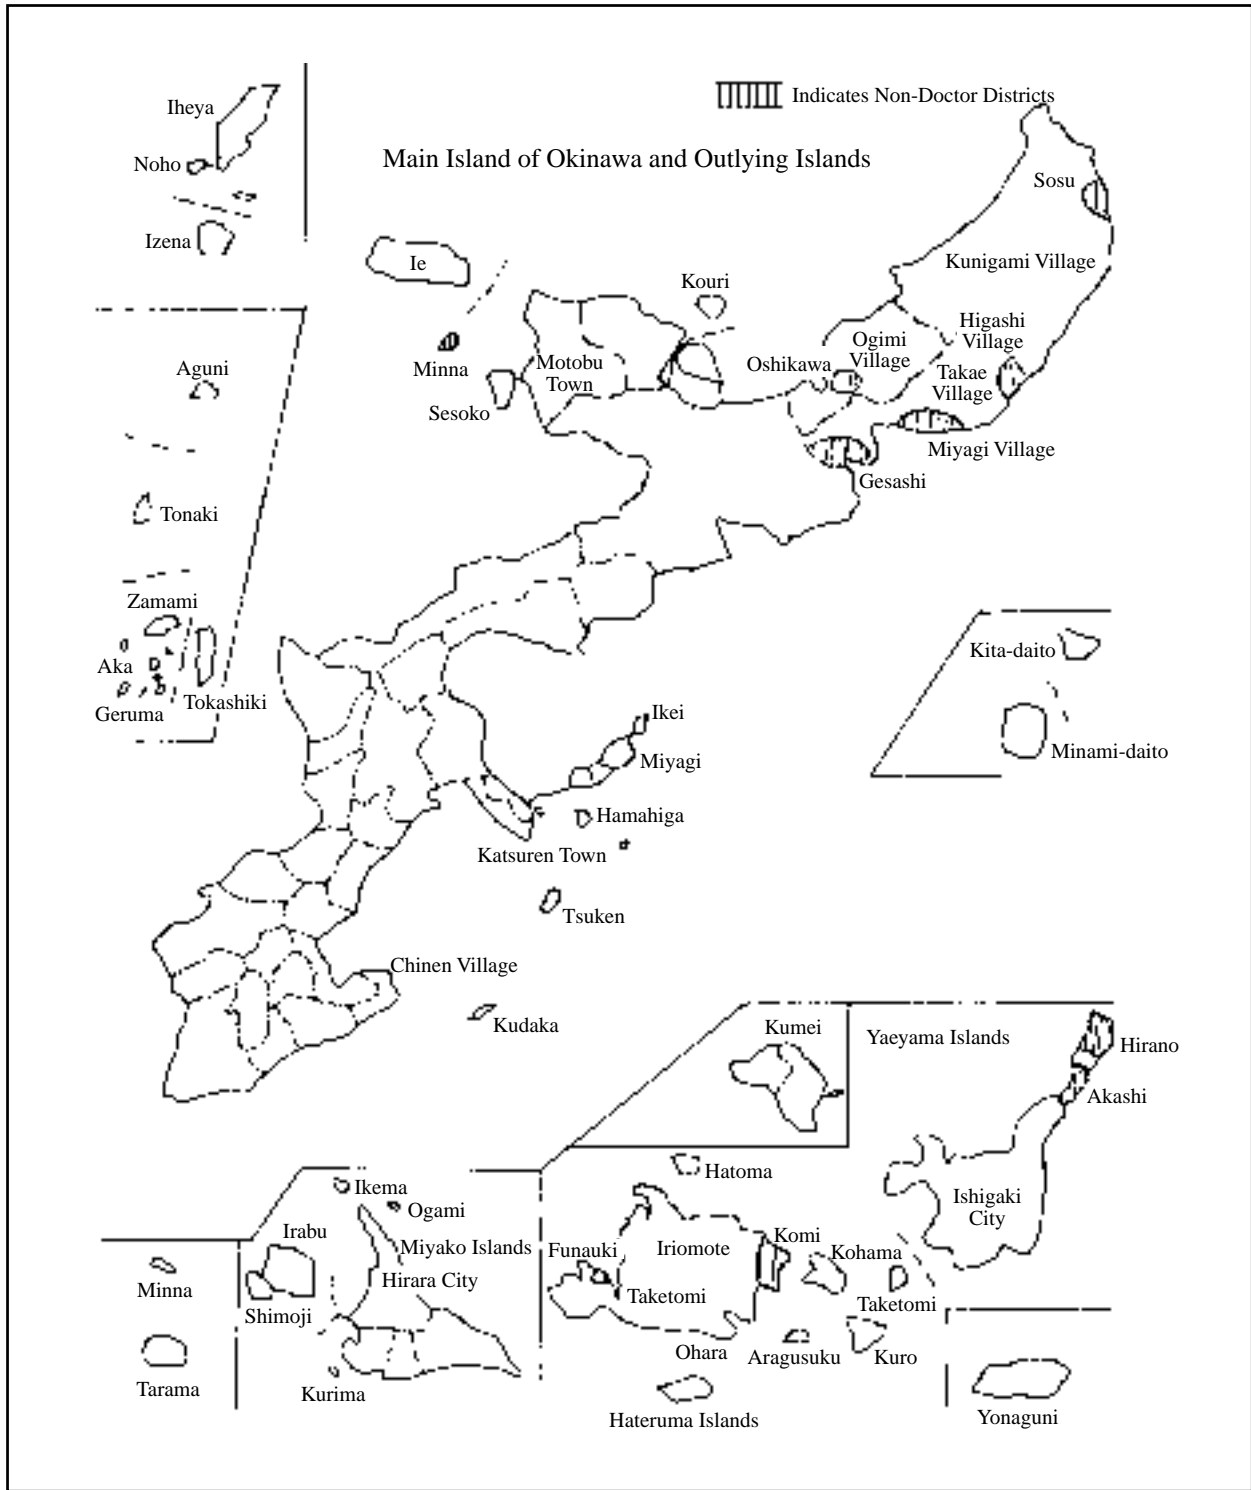 Indicates Non-Doctor Districts
Iheya
Main Island of Okinawa and Outlying Islands
Noho
Sosu
Izena
Ie
Kunigami Village
Kouri
Higashi
Village
Ogimi
Village
Minna
Motobu
Town
Oshikawa
Takae
Village
Aguni
Sesoko
Miyagi Village
Gesashi
Tonaki
Zamami
Kita-daito
Aka
Geruma
Tokashiki
Ikei
Minami-daito
Miyagi
Hamahiga
Katsuren Town
Tsuken
Chinen Village
Kudaka
Kumei
Yaeyama Islands
Hirano
Akashi
Hatoma
Ikema
Ogami
Ishigaki
City
Irabu
Miyako Islands
Funauki
Iriomote
Komi
Kohama
Minna
Hirara City
Shimoji
Taketomi
Taketomi
Ohara
Aragusuku
Kuro
Tarama
Kurima
Hateruma Islands
Yonaguni